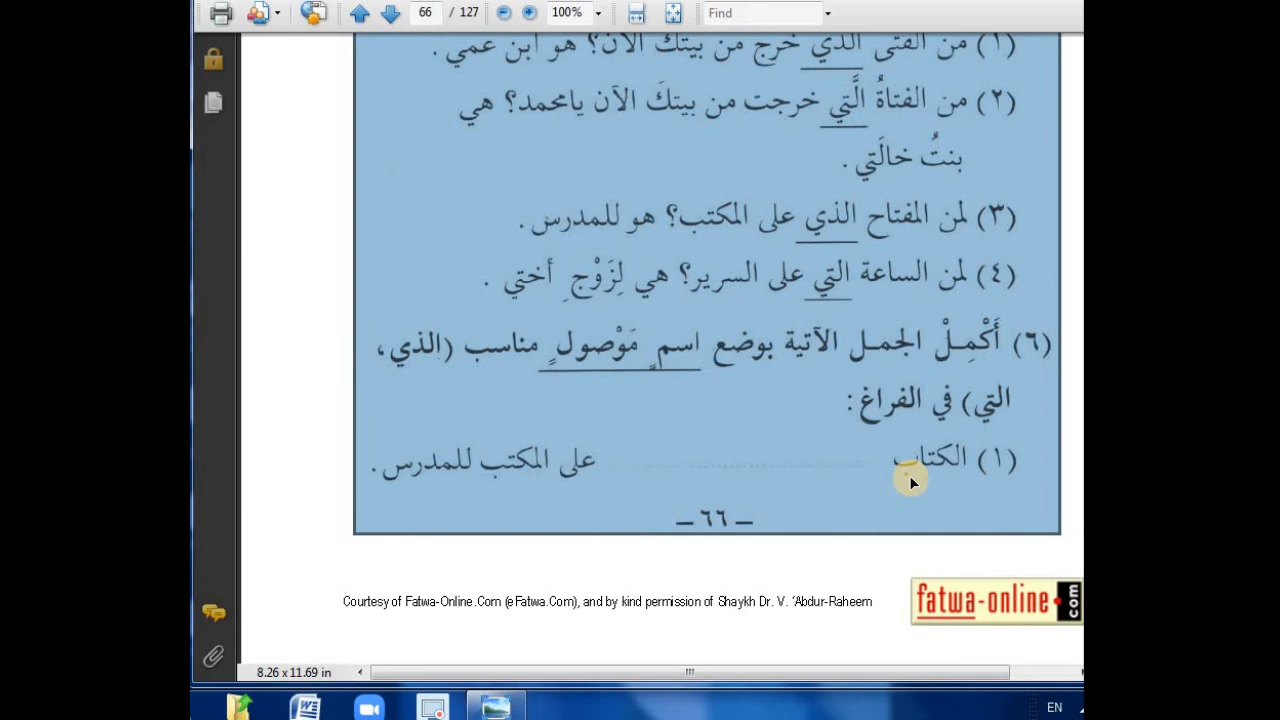 66 / 127 100% Find
(١) من الفتى الذي خرج من بيتك الآن؟ هو ابن عمي .
(٢) من الفتاةُ الَّتي خرجت من بيتكَ الآن يامحمد؟ هي
بنتُ خالَتي .
(٣) لمن المفتاح الذي على المكتب؟ هو للمدرس .
(٤) لمن الساعة التي على السرير؟ هي لِزَوْجِ أختي .
(٦) أَكْمِـلْ الجمـل الآتية بوضع اسمٍ مَوْصولٍ مناسب (الذي،
التي) في الفراغ :
(١) الكتاب .................... على المكتب للمدرس .
– ٦٦ –
Courtesy of Fatwa-Online.Com (eFatwa.Com), and by kind permission of Shaykh Dr. V. ‘Abdur-Raheem
fatwa-online.com
8.26 x 11.69 in
EN